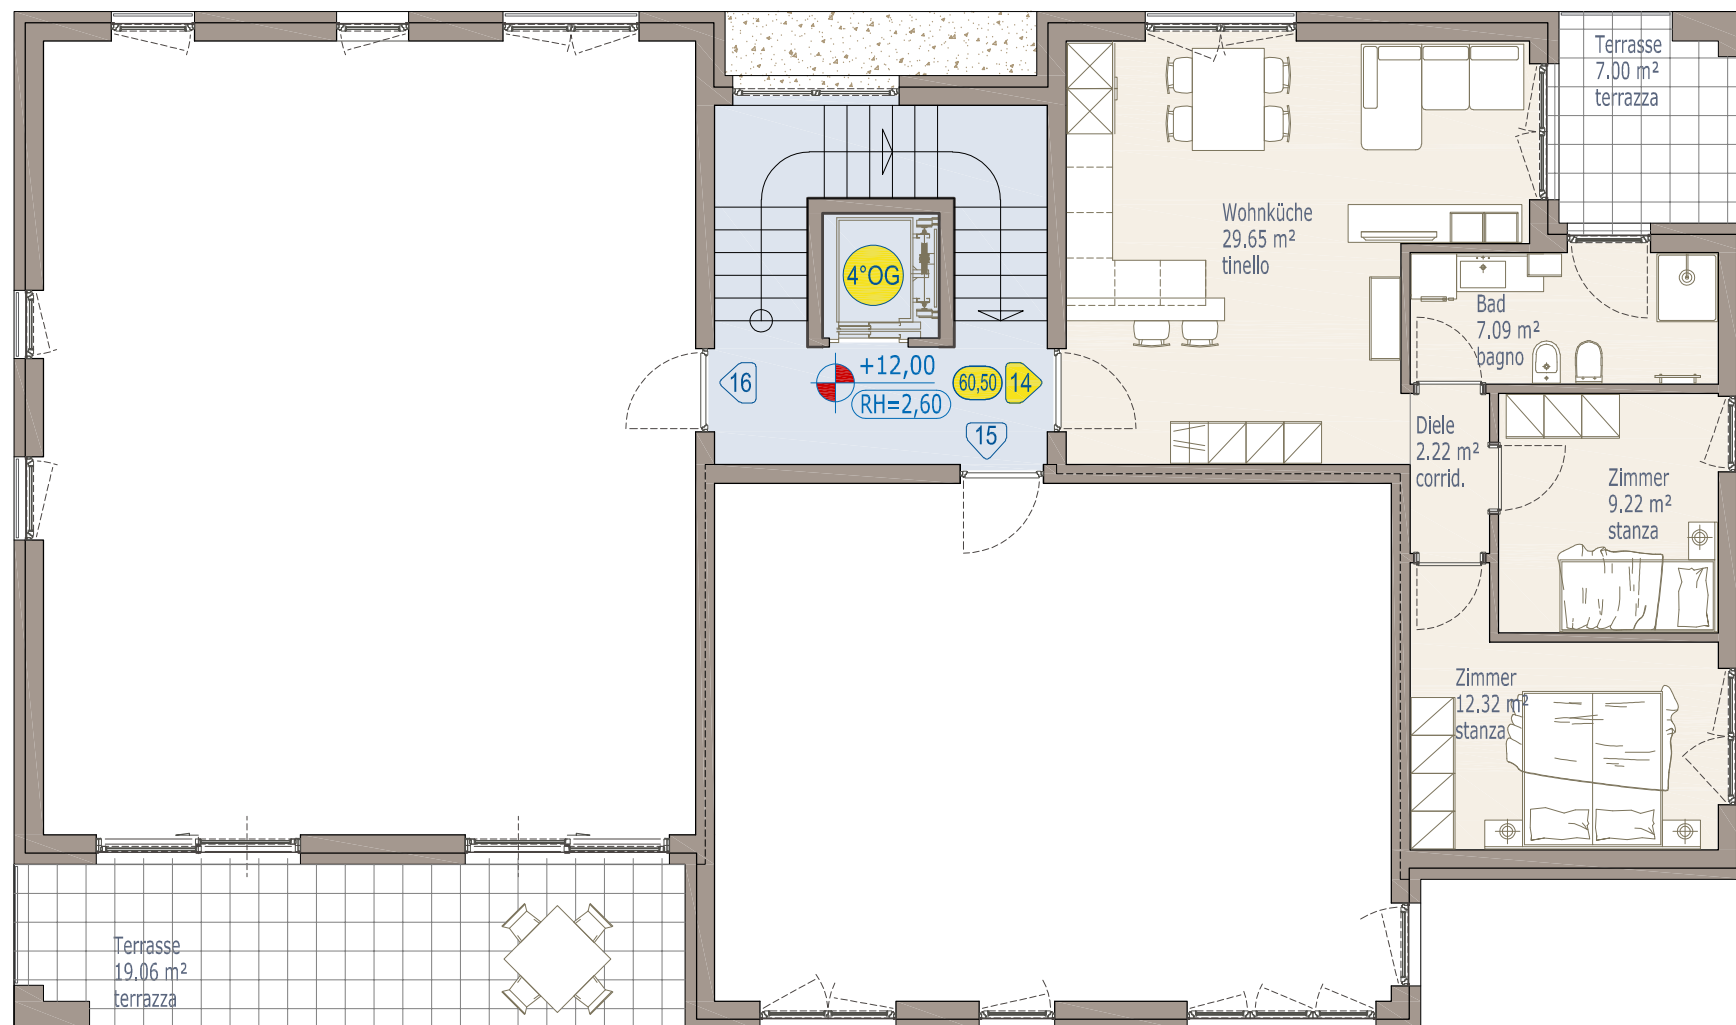 Terrasse
7.00 m²
terrazza
Wohnküche
29.65 m²
tinello
4°OG
Bad
7.09 m²
bagno
+12,00
RH=2,60
16
60,50
14
15
Diele
2.22 m²
corrid.
Zimmer
9.22 m²
stanza
Zimmer
12.32 m²
stanza
Terrasse
19.06 m²
terrazza